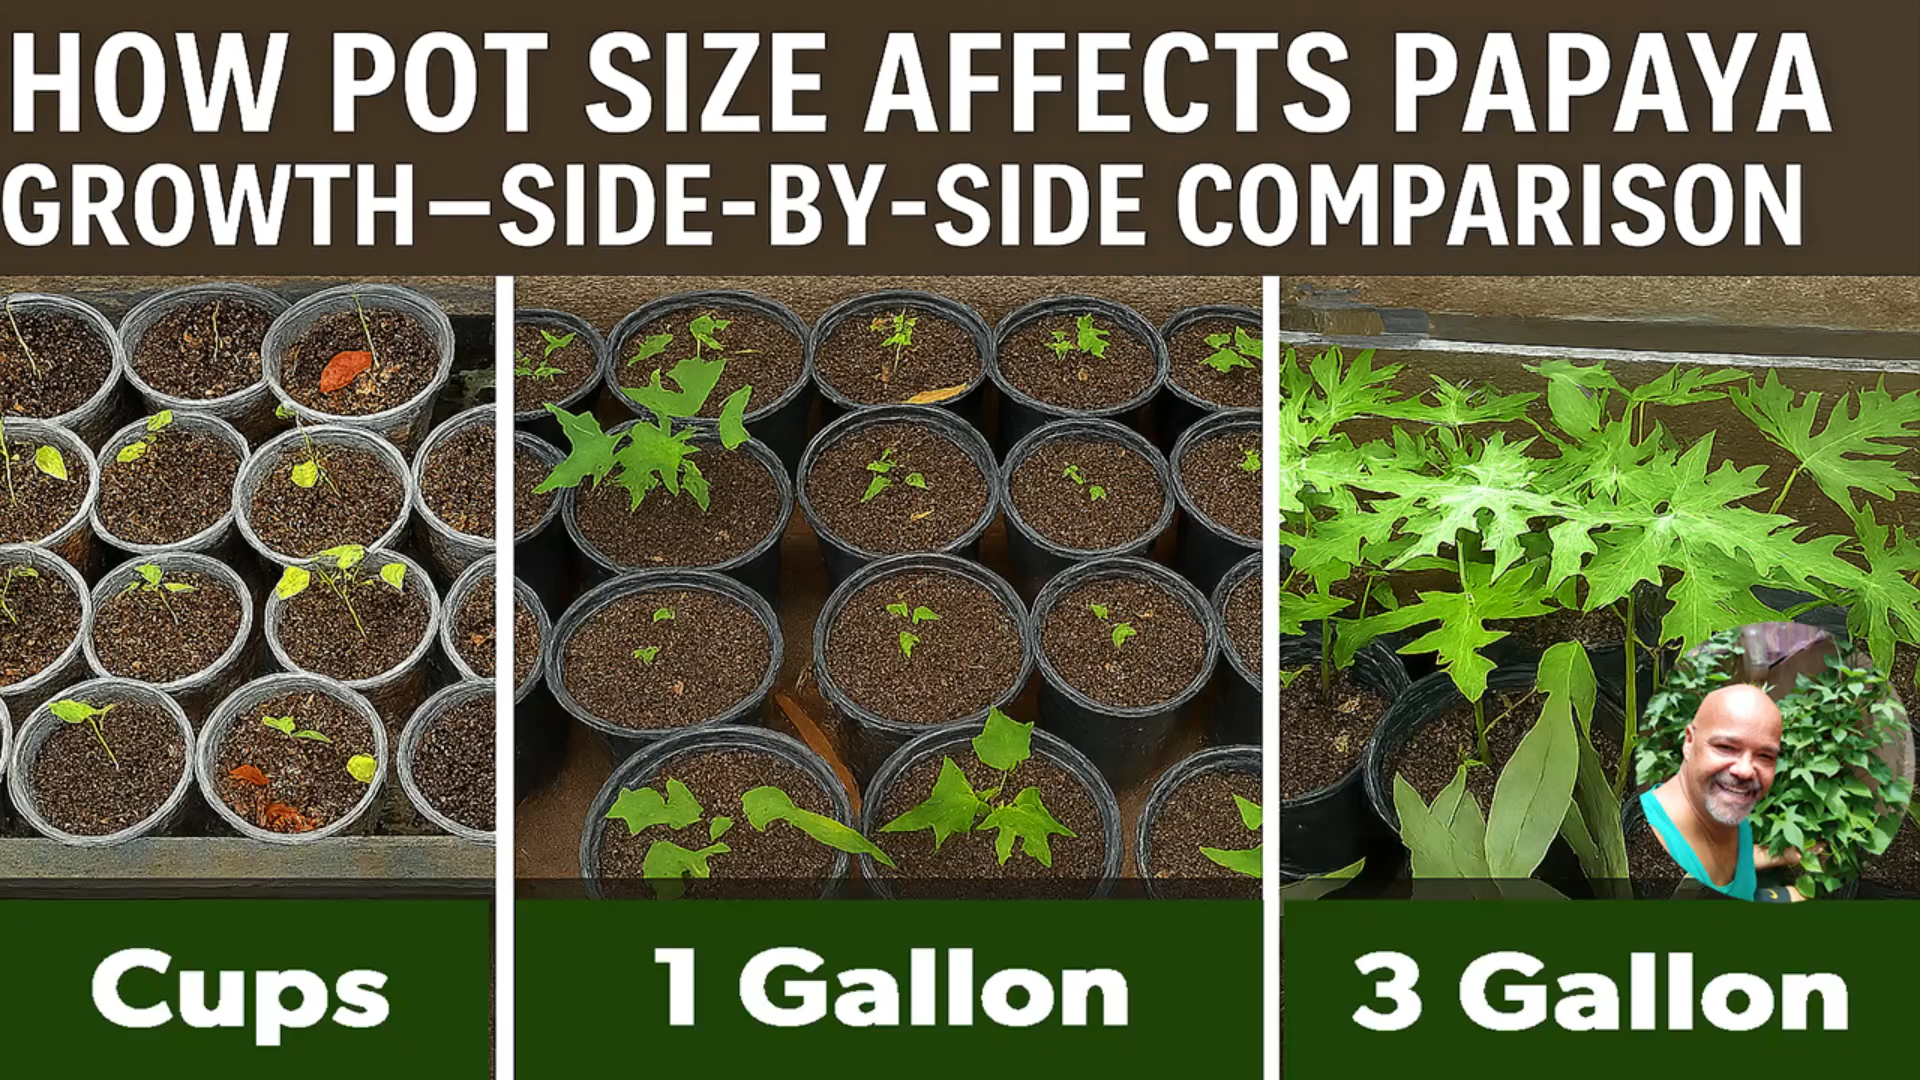 HOW POT SIZE AFFECTS PAPAYA
GROWTH—SIDE-BY-SIDE COMPARISON
Cups
1 Gallon
3 Gallon